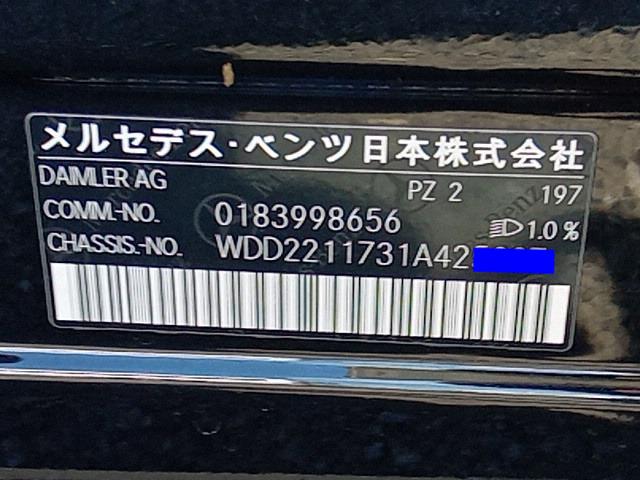 メルセデス・ベンツ日本株式会社
DAIMLER AG PZ 2 197
COMM.-NO. 0183998656 1.0 %
CHASSIS.-NO. WDD2211731A42